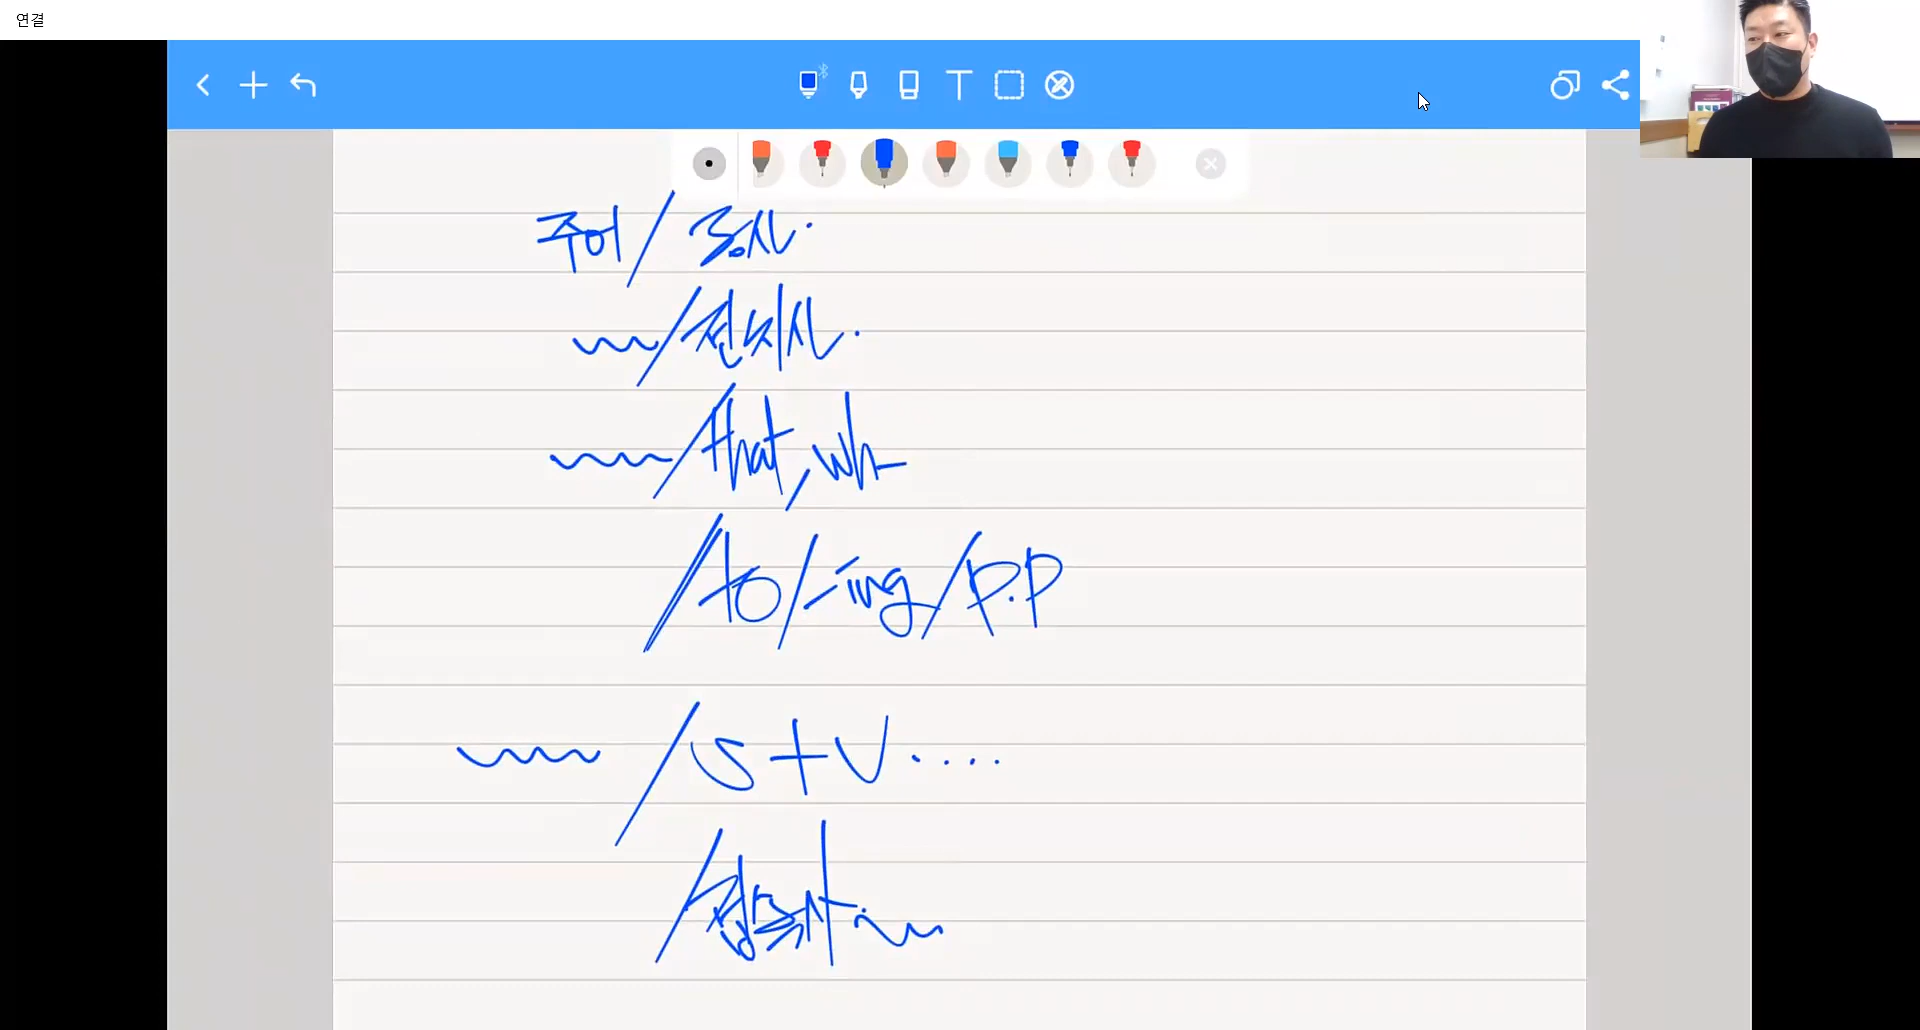 연결
주어 / 동사.
/ 전치사.
/ that, wh-
/ to / -ing / p.p
/ S + V ....
/ 접속사.